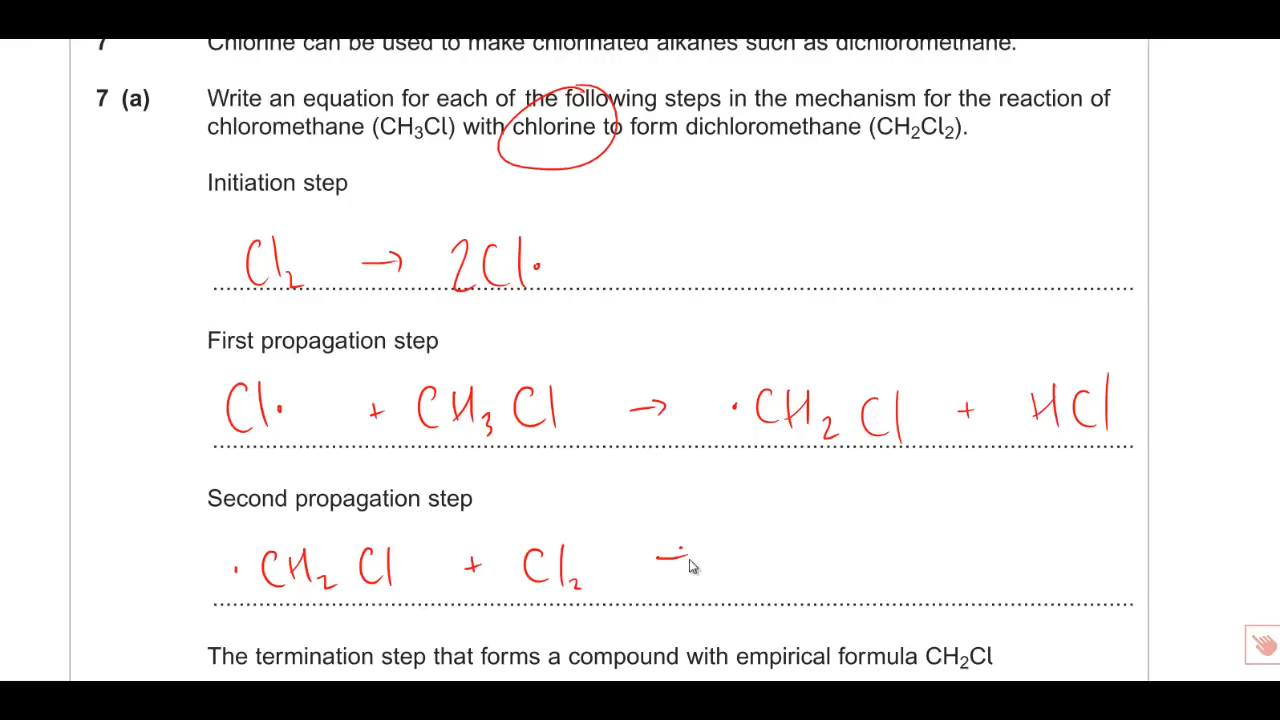 7 Chlorine can be used to make chlorinated alkanes such as dichloromethane.
7 (a) Write an equation for each of the following steps in the mechanism for the reaction of
chloromethane (CH₃Cl) with chlorine to form dichloromethane (CH₂Cl₂).
Initiation step
Cl₂ → 2Cl·
First propagation step
Cl· + CH₃Cl → ·CH₂Cl + HCl
Second propagation step
·CH₂Cl + Cl₂
The termination step that forms a compound with empirical formula CH₂Cl